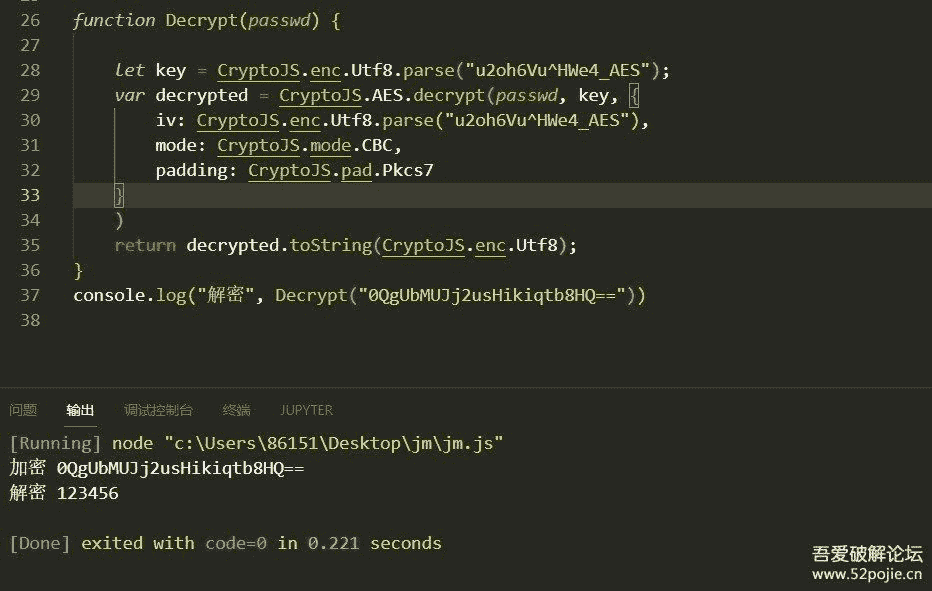 26 function Decrypt(passwd) {
27
28 let key = CryptoJS.enc.Utf8.parse("u2oh6Vu^HWe4_AES");
29 var decrypted = CryptoJS.AES.decrypt(passwd, key, {
30 iv: CryptoJS.enc.Utf8.parse("u2oh6Vu^HWe4_AES"),
31 mode: CryptoJS.mode.CBC,
32 padding: CryptoJS.pad.Pkcs7
33 }
34 )
35 return decrypted.toString(CryptoJS.enc.Utf8);
36 }
37 console.log("解密", Decrypt("0QgUbMUJj2usHikiqtb8HQ=="))
38
问题 输出 调试控制台 终端 JUPYTER
[Running] node "c:\Users\86151\Desktop\jm\jm.js"
加密 0QgUbMUJj2usHikiqtb8HQ==
解密 123456
[Done] exited with code=0 in 0.221 seconds
吾爱破解论坛
www.52pojie.cn